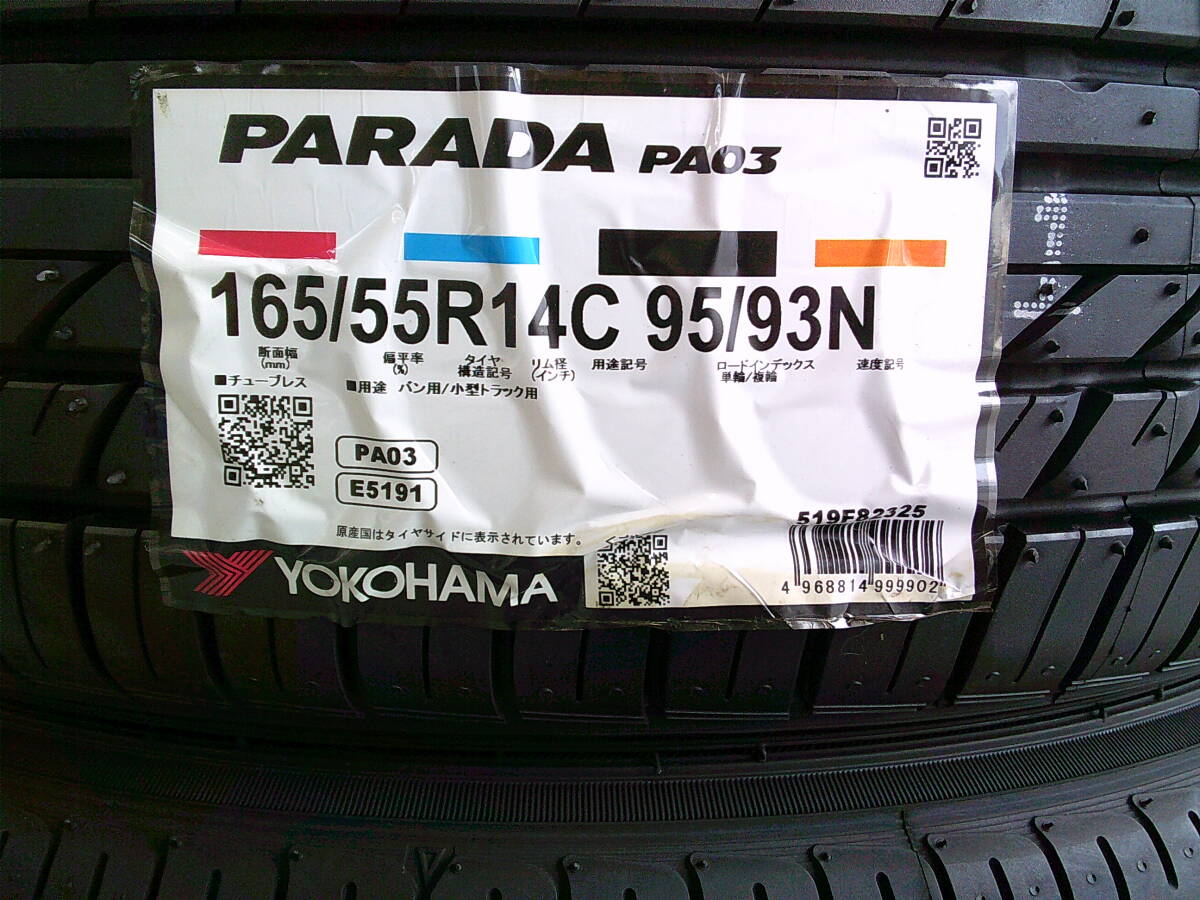 PARADA PA03
165/55R14C 95/93N
断面幅 (mm)
偏平率 (%)
タイヤ 構造記号
リム径 (インチ)
用途記号
ロードインデックス 単輪/複輪
速度記号
■チューブレス
■用途 バン用/小型トラック用
PA03
E5191
原産国はタイヤサイドに表示されています。
YOKOHAMA
519E82325
4 968814 999902